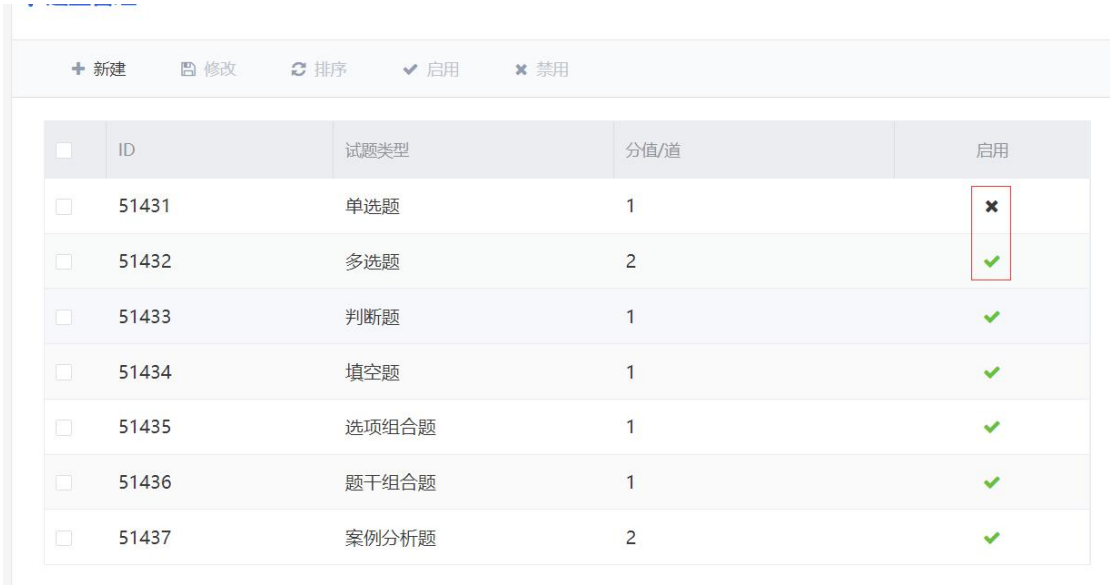 新建 修改 排序 启用 禁用
ID 试题类型 分值/道 启用
51431 单选题 1
51432 多选题 2
51433 判断题 1
51434 填空题 1
51435 选项组合题 1
51436 题干组合题 1
51437 案例分析题 2